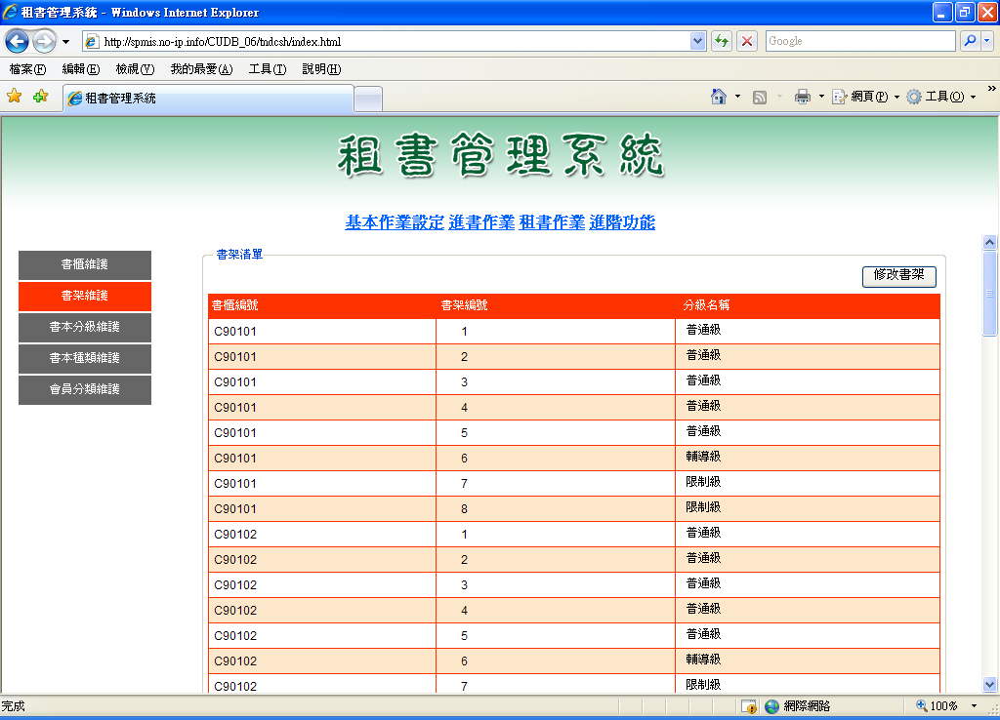 租書管理系統 - Windows Internet Explorer
http://spmis.no-ip.info/CUDB_06/tndcsh/index.html
Google
檔案(F) 編輯(E) 檢視(V) 我的最愛(A) 工具(T) 說明(H)
租書管理系統
網頁(P) 工具(O) »
租書管理系統
基本作業設定 進書作業 租書作業 進階功能
書櫃維護
書架維護
書本分級維護
書本種類維護
會員分類維護
書架清單
修改書架
書櫃編號 書架編號 分級名稱
C90101 1 普通級
C90101 2 普通級
C90101 3 普通級
C90101 4 普通級
C90101 5 普通級
C90101 6 輔導級
C90101 7 限制級
C90101 8 限制級
C90102 1 普通級
C90102 2 普通級
C90102 3 普通級
C90102 4 普通級
C90102 5 普通級
C90102 6 輔導級
C90102 7 限制級
完成 網際網路 100%